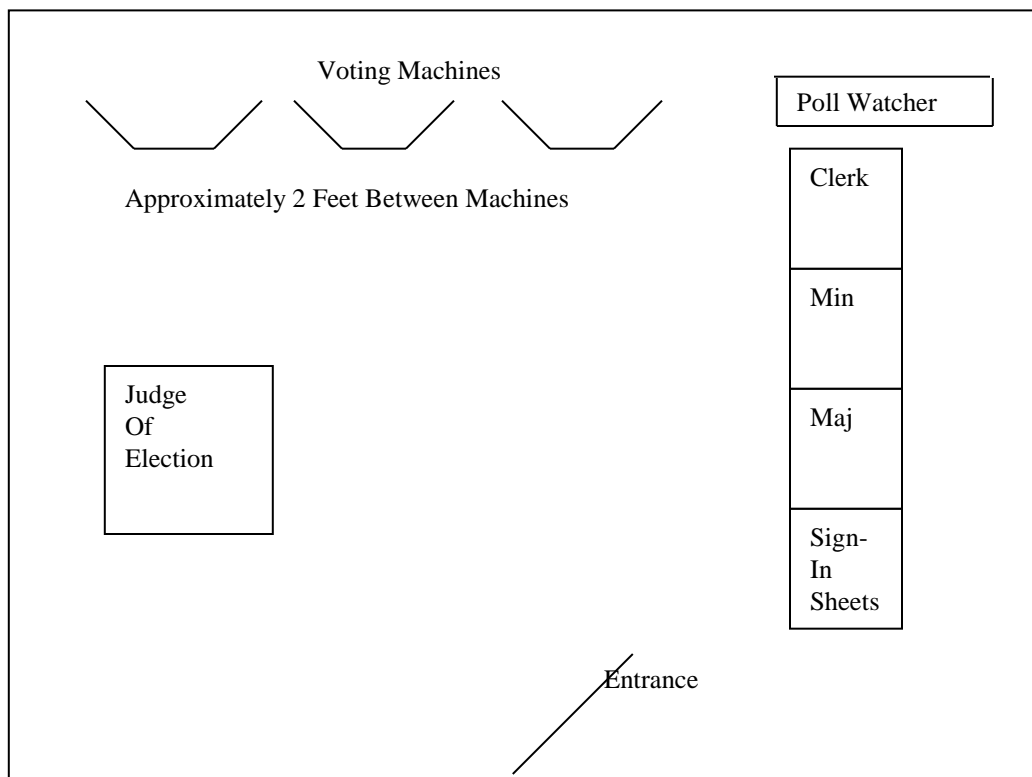 Voting Machines
Poll Watcher
Approximately 2 Feet Between Machines
Clerk
Min
Judge
Of
Election
Maj
Sign-
In
Sheets
Entrance